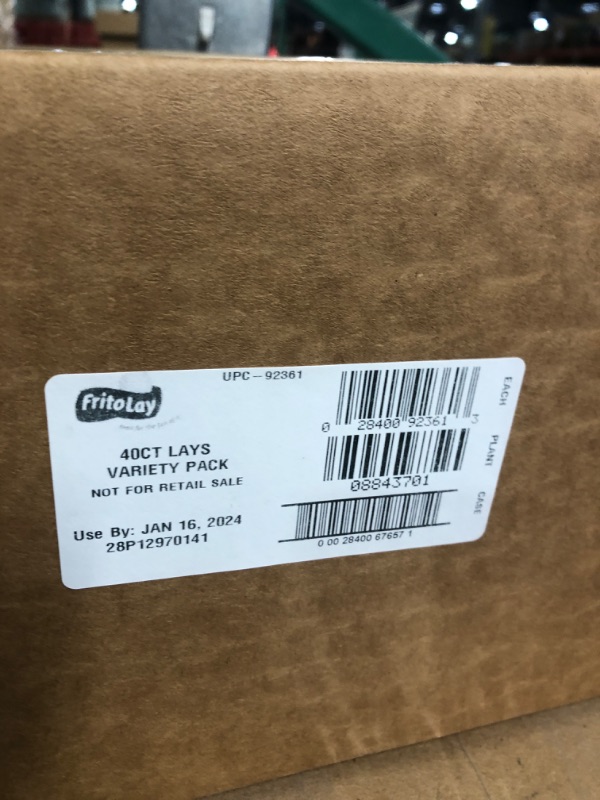 FritoLay
UPC-92361
40CT LAYS
VARIETY PACK
NOT FOR RETAIL SALE
Use By: JAN 16, 2024
28P12970141
0 28400 92361 3
EACH
08843701
PLANT
0 00 28400 67657 1
CASE